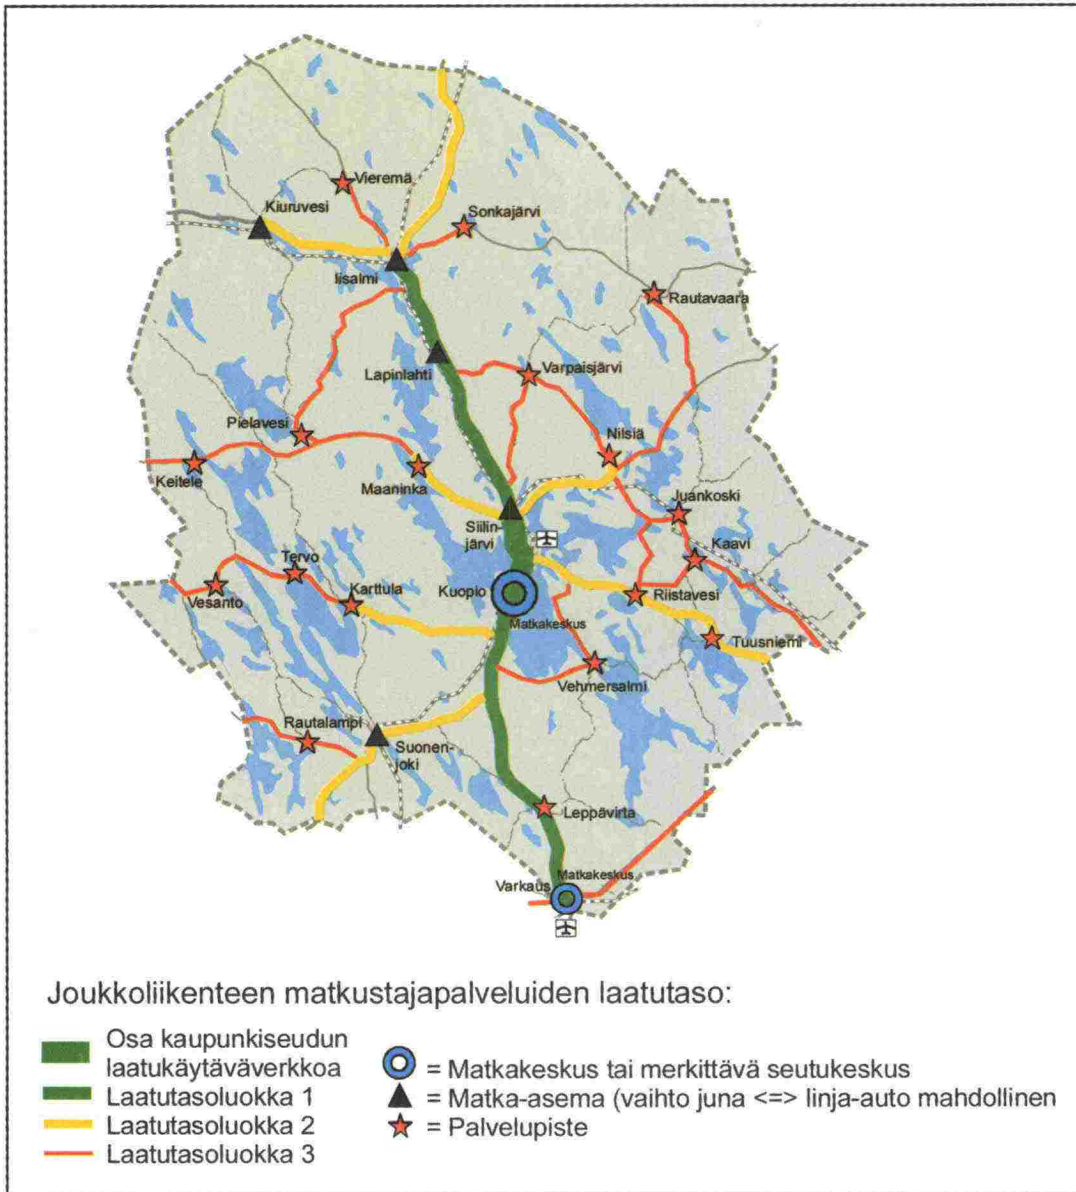 Vieremä
Kiuruvesi
Sonkajärvi
Iisalmi
Rautavaara
Lapinlahti
Varpaisjärvi
Pielavesi
Nilsiä
Keitele
Maaninka
Juankoski
Siilin-
järvi
Kaavi
Tervo
Karttula
Kuopio
Riistavesi
Vesanto
Matkakeskus
Tuusniemi
Vehmersalmi
Rautalampi
Suonen-
joki
Leppävirta
Varkaus
Matkakeskus
Joukkoliikenteen matkustajapalveluiden laatutaso:
Osa kaupunkiseudun
laatukäytäväverkkoa
Laatutasoluokka 1
Laatutasoluokka 2
Laatutasoluokka 3
= Matkakeskus tai merkittävä seutukeskus
= Matka-asema (vaihto juna <=> linja-auto mahdollinen
= Palvelupiste